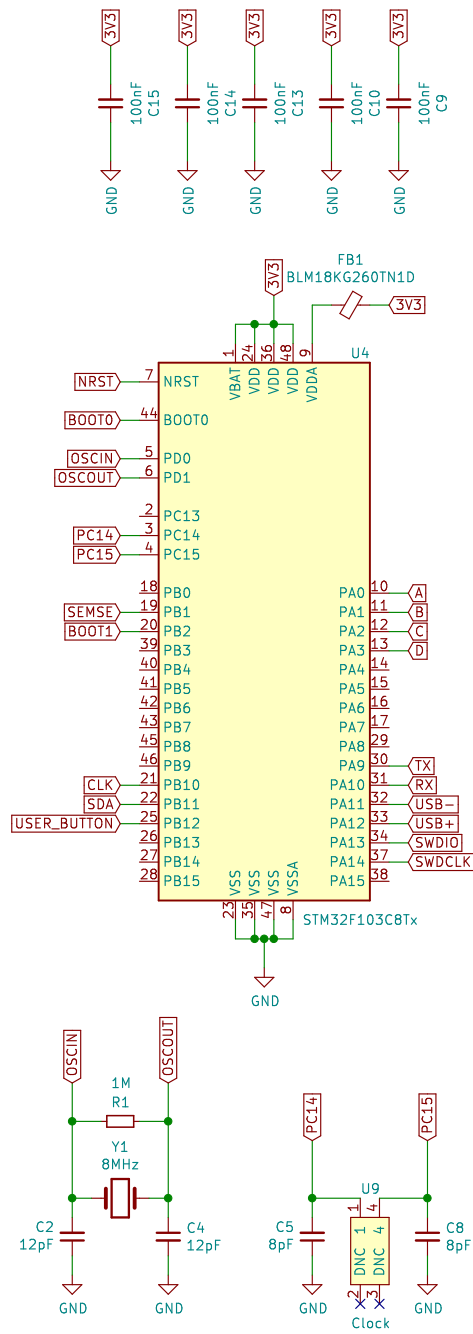 3V3
3V3
3V3
3V3
3V3
100nF
C15
100nF
C14
100nF
C13
100nF
C10
100nF
C9
GND
GND
GND
GND
GND
FB1
BLM18KG260TN1D
3V3
3V3
U4
1
24
36
48
9
VBAT
VDD
VDD
VDD
VDDA
NRST 7 NRST
BOOT0 44 BOOT0
OSCIN 5 PD0
OSCOUT 6 PD1
2 PC13
PC14 3 PC14
PC15 4 PC15
18 PB0 PA0 10 A
SEMSE 19 PB1 PA1 11 B
BOOT1 20 PB2 PA2 12 C
39 PB3 PA3 13 D
40 PB4 PA4 14
41 PB5 PA5 15
42 PB6 PA6 16
43 PB7 PA7 17
45 PB8 PA8 29
46 PB9 PA9 30 TX
CLK 21 PB10 PA10 31 RX
SDA 22 PB11 PA11 32 USB-
USER_BUTTON 25 PB12 PA12 33 USB+
26 PB13 PA13 34 SWDIO
27 PB14 PA14 37 SWDCLK
28 PB15 PA15 38
VSS
VSS
VSS
VSSA
23
35
47
8
STM32F103C8Tx
GND
OSCIN
OSCOUT
1M
R1
Y1
8MHz
C2
12pF
C4
12pF
GND
GND
PC14
PC15
U9
1
4
C5
8pF
DNC 1
DNC 4
C8
8pF
2
3
GND
GND
Clock